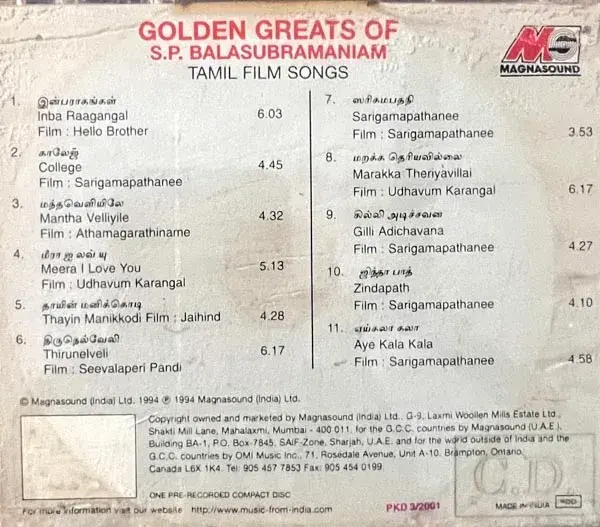 GOLDEN GREATS OF
S.P. BALASUBRAMANIAM
TAMIL FILM SONGS
MS
MAGNASOUND
1. இன்பராகங்கள்
Inba Raagangal 6.03
Film : Hello Brother
2. காலேஜ்
College 4.45
Film : Sarigamapathanee
3. மந்தவெளியிலே
Mantha Velliyile 4.32
Film : Athamagarathiname
4. மீரா ஐ லவ் யு
Meera I Love You 5.13
Film : Udhavum Karangal
5. தாயின் மணிக்கொடி
Thayin Manikkodi Film : Jaihind 4.28
6. திருநெல்வேலி
Thirunelveli 6.17
Film : Seevalaperi Pandi
7. ஸரிகமபதநி
Sarigamapathanee
Film : Sarigamapathanee 3.53
8. மறக்க தெரியவில்லை
Marakka Theriyavillai
Film : Udhavum Karangal 6.17
9. கில்லி அடிச்சவன
Gilli Adichavana
Film : Sarigamapathanee 4.27
10. ஜிந்தா பாத்
Zindapath
Film : Sarigamapathanee 4.10
11. ஏய்கலா கலா
Aye Kala Kala
Film : Sarigamapathanee 4.58
© Magnasound (India) Ltd. 1994 ℗ 1994 Magnasound (India) Ltd.
Copyright owned and marketed by Magnasound (India) Ltd., G-9, Laxmi Woollen Mills Estate Ltd.,
Shakti Mill Lane, Mahalaxmi, Mumbai - 400 011, for the G.C.C. countries by Magnasound (U.A.E.),
Building BA-1, P.O. Box-7845, SAIF-Zone, Sharjah, U.A.E. and for the world outside of India and the
G.C.C. countries by OMI Music Inc., 71, Rosedale Avenue, Unit A-10, Brampton, Ontario,
Canada L6X 1K4. Tel: 905 457 7853 Fax: 905 454 0199.
ONE PRE-RECORDED COMPACT DISC
For more information visit our website http://www.music-from-india.com
PKD 3/2001
C.D.
MADE IN INDIA